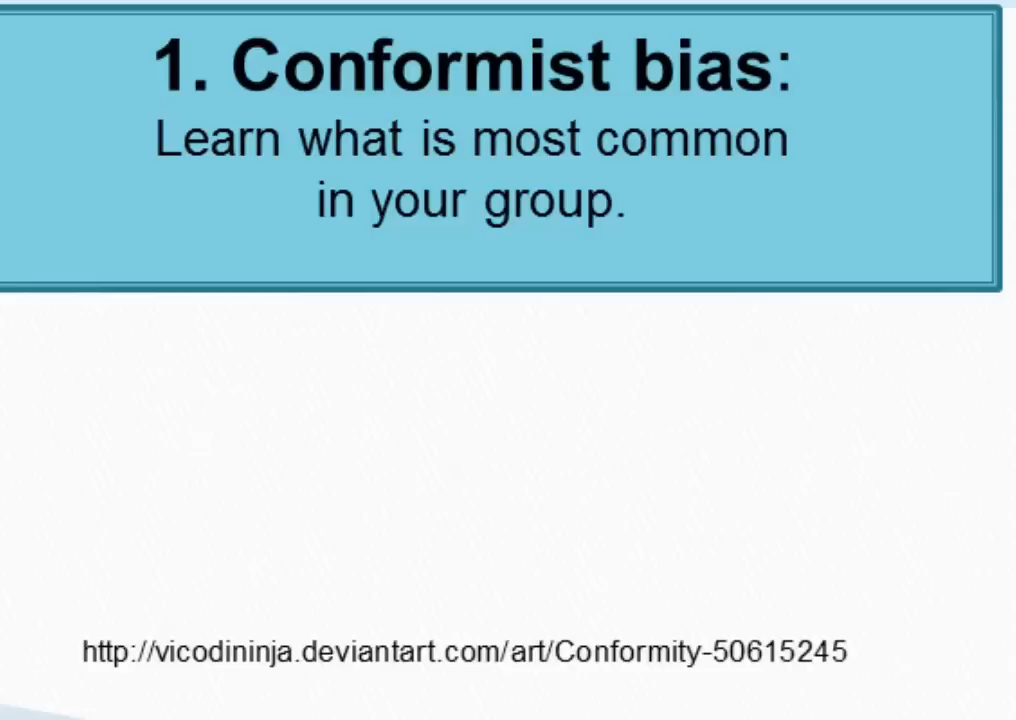 1. Conformist bias:
Learn what is most common
in your group.
http://vicodininja.deviantart.com/art/Conformity-50615245